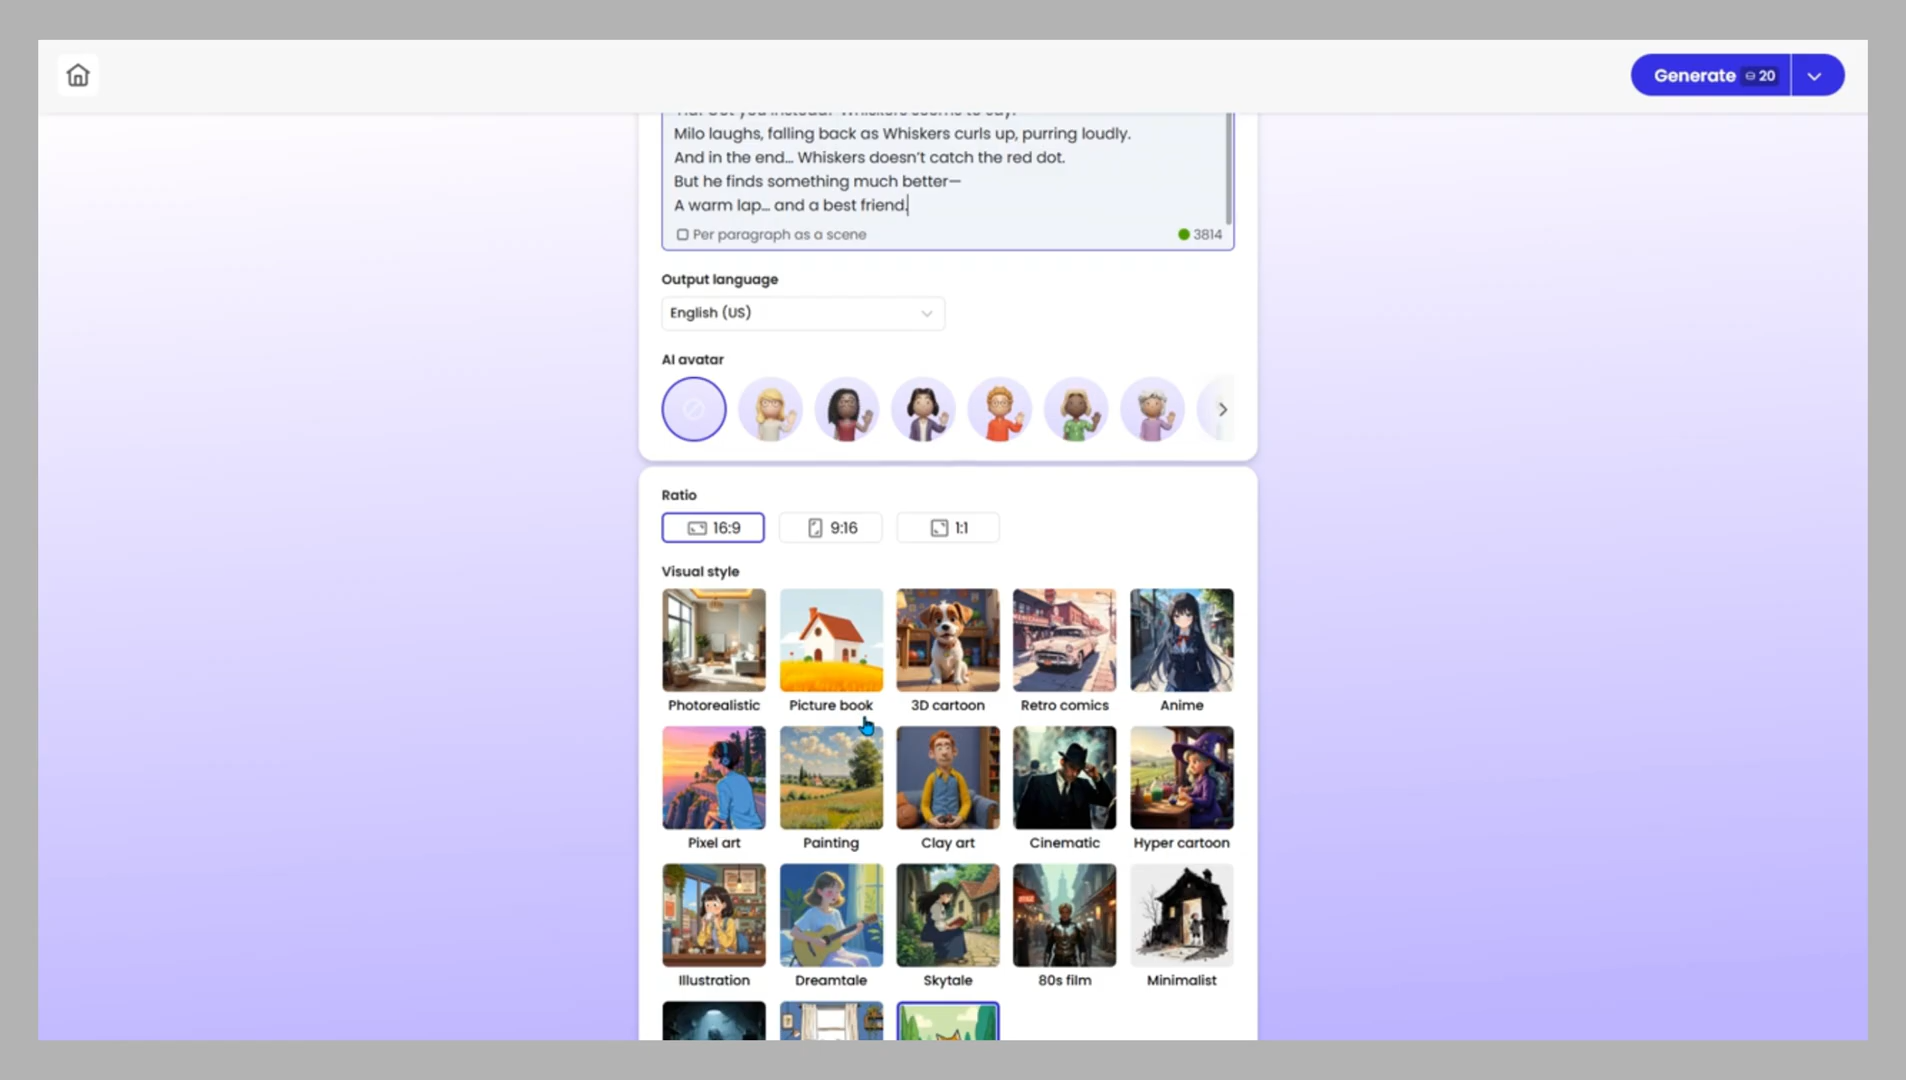 Generate 20
Milo laughs, falling back as Whiskers curls up, purring loudly.
And in the end... Whiskers doesn't catch the red dot.
But he finds something much better—
A warm lap... and a best friend.
Per paragraph as a scene
3814
Output language
English (US)
AI avatar
Ratio
16:9 9:16 1:1
Visual style
Photorealistic Picture book 3D cartoon Retro comics Anime
Pixel art Painting Clay art Cinematic Hyper cartoon
Illustration Dreamtale Skytale 80s film Minimalist